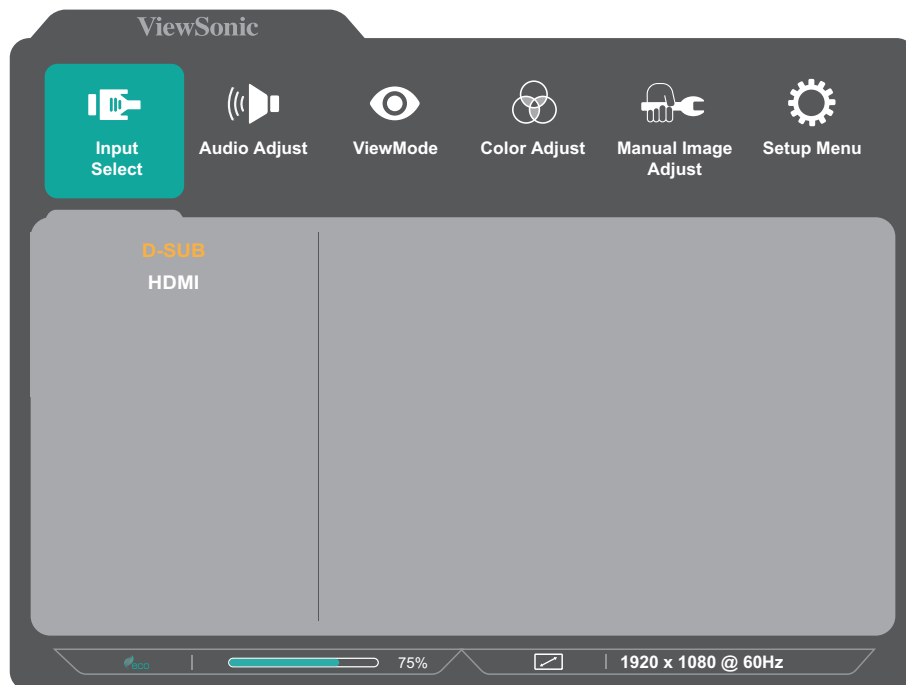 ViewSonic
Input
Select
Audio Adjust
ViewMode
Color Adjust
Manual Image
Adjust
Setup Menu
D-SUB
HDMI
ECO
75%
1920 x 1080 @ 60Hz